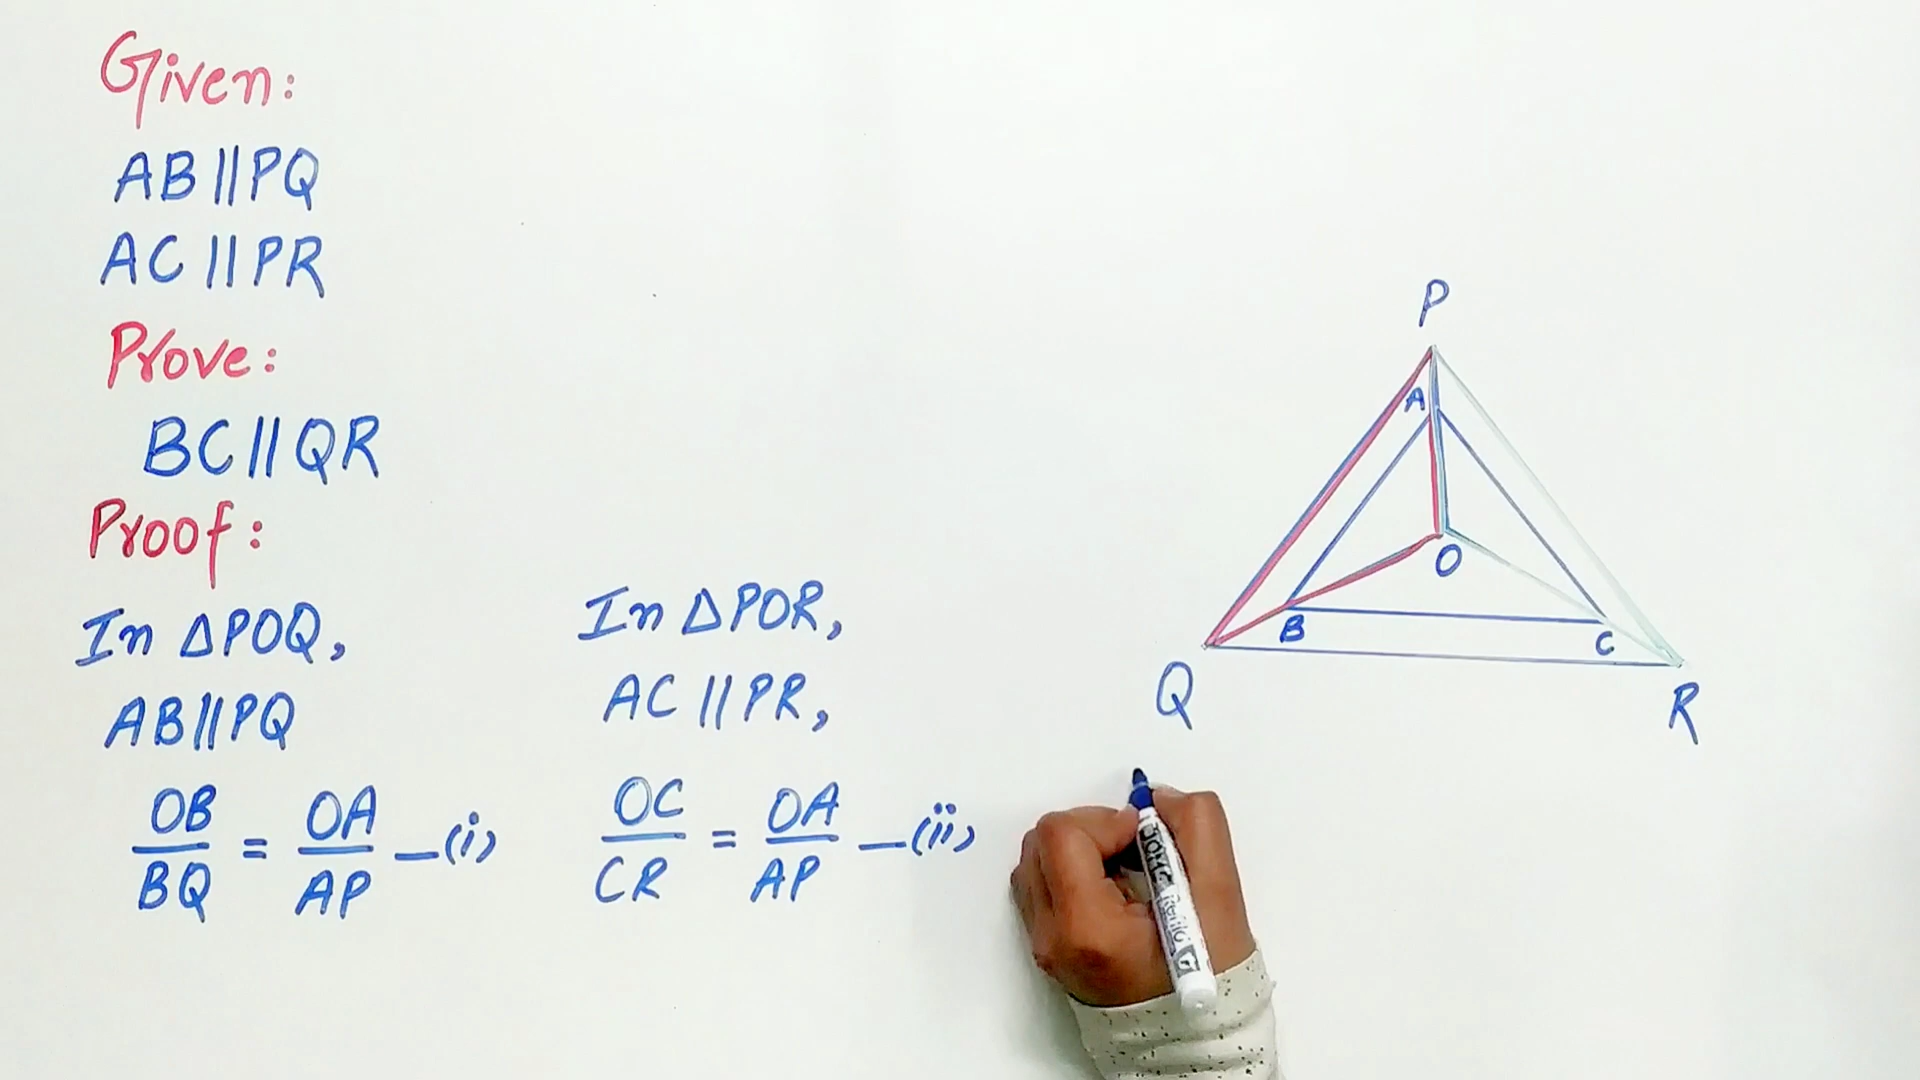 Given:
AB || PQ
AC || PR
Prove:
BC || QR
Proof:
In ΔPOQ,
AB || PQ
OB/BQ = OA/AP —(i)
In ΔPOR,
AC || PR,
OC/CR = OA/AP —(ii)
P
A
O
B
C
Q
R